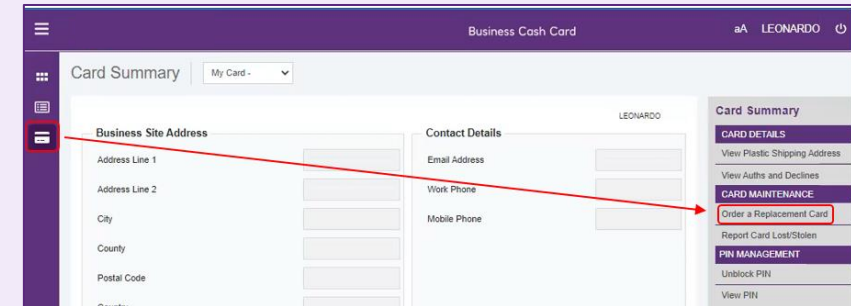 Business Cash Card
aA LEONARDO
Card Summary
My Card -
LEONARDO
Business Site Address
Address Line 1
Address Line 2
City
County
Postal Code
Country
Contact Details
Email Address
Work Phone
Mobile Phone
Card Summary
CARD DETAILS
View Plastic Shipping Address
View Auths and Declines
CARD MAINTENANCE
Order a Replacement Card
Report Card Lost/Stolen
PIN MANAGEMENT
Unblock PIN
View PIN